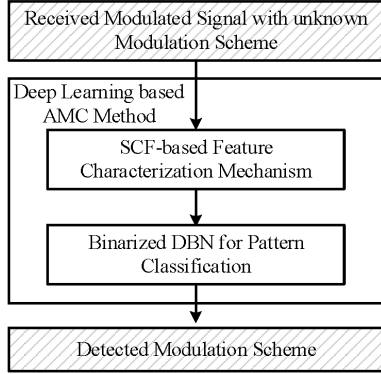 Received Modulated Signal with unknown
Modulation Scheme
Deep Learning based
AMC Method
SCF-based Feature
Characterization Mechanism
Binarized DBN for Pattern
Classification
Detected Modulation Scheme